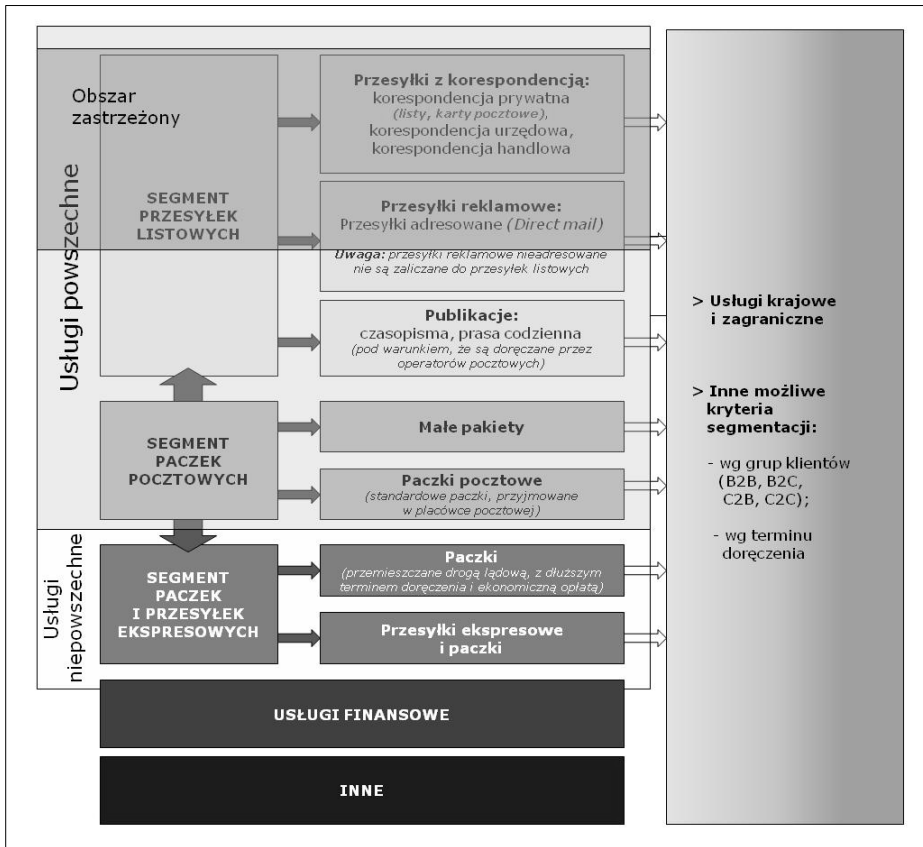 Obszar
zastrzeżony
Usługi powszechne
SEGMENT
PRZESYŁEK
LISTOWYCH
Przesyłki z korespondencją:
korespondencja prywatna
(listy, karty pocztowe),
korespondencja urzędowa,
korespondencja handlowa
Przesyłki reklamowe:
Przesyłki adresowane (Direct mail)
Uwaga: przesyłki reklamowe nieadresowane
nie są zaliczane do przesyłek listowych
Publikacje:
czasopisma, prasa codzienna
(pod warunkiem, że są doręczane przez
operatorów pocztowych)
SEGMENT
PACZEK
POCZTOWYCH
Małe pakiety
Paczki pocztowe
(standardowe paczki, przyjmowane
w placówce pocztowej)
Usługi
niepowszechne
SEGMENT
PACZEK
I PRZESYŁEK
EKSPRESOWYCH
Paczki
(przemieszczane drogą lądową, z dłuższym
terminem doręczenia i ekonomiczną opłatą)
Przesyłki ekspresowe
i paczki
USŁUGI FINANSOWE
INNE
> Usługi krajowe
i zagraniczne
> Inne możliwe
kryteria
segmentacji:
- wg grup klientów
(B2B, B2C,
C2B, C2C);
- wg terminu
doręczenia